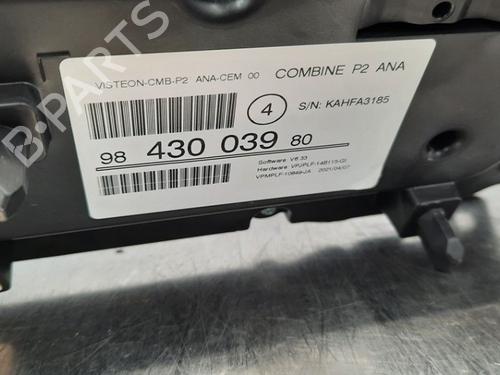 VISTEON-CMB-P2 ANA-CEM 00 COMBINE P2 ANA
4 S/N: KAHFA3185
98 430 039 80
Software V6.33
Hardware VPJPLF-14B115-CI
VPMPLF-10849-JA 2021/04/07
B-PARTS